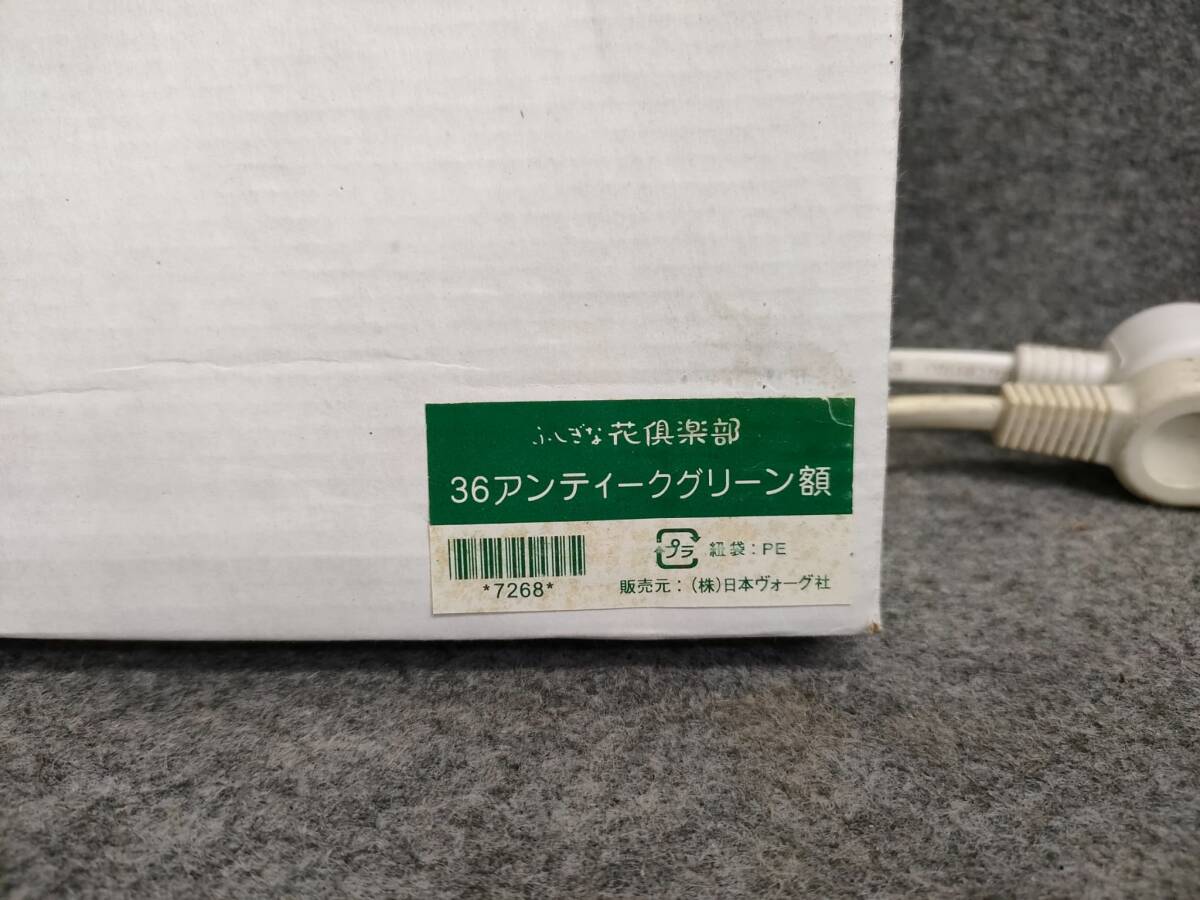 ふしぎな花倶楽部
36アンティークグリーン額
プラ 紐袋：PE
*7268*
販売元：(株)日本ヴォーグ社